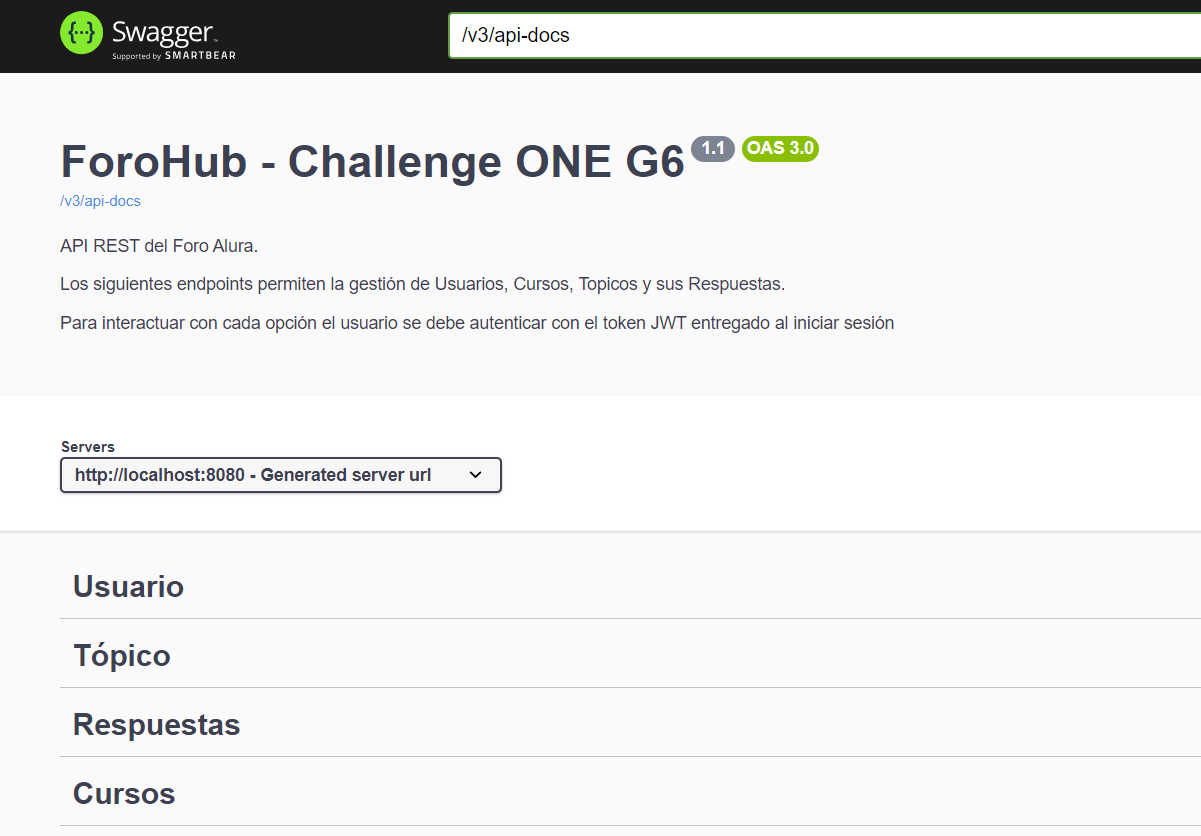 Swagger
Supported by SMARTBEAR
/v3/api-docs
ForoHub - Challenge ONE G6 1.1 OAS 3.0
/v3/api-docs
API REST del Foro Alura.
Los siguientes endpoints permiten la gestión de Usuarios, Cursos, Topicos y sus Respuestas.
Para interactuar con cada opción el usuario se debe autenticar con el token JWT entregado al iniciar sesión
Servers
http://localhost:8080 - Generated server url
Usuario
Tópico
Respuestas
Cursos